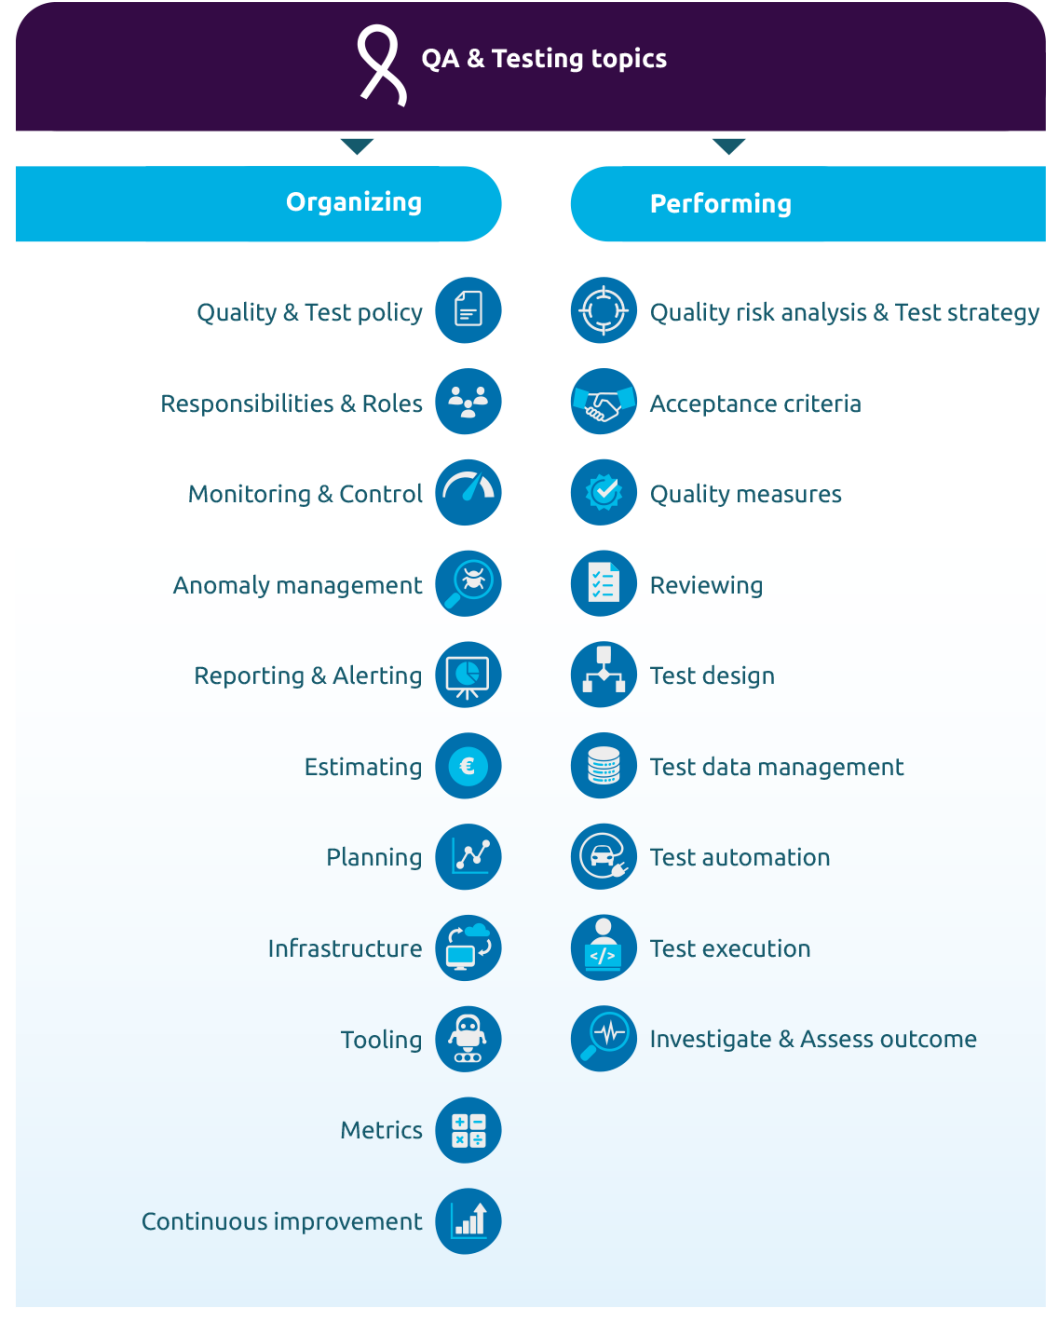 QA & Testing topics
Organizing
Quality & Test policy
Responsibilities & Roles
Monitoring & Control
Anomaly management
Reporting & Alerting
Estimating
€
Planning
Infrastructure
Tooling
Metrics
Continuous improvement
Performing
Quality risk analysis & Test strategy
Acceptance criteria
Quality measures
Reviewing
Test design
Test data management
Test automation
Test execution
</>
Investigate & Assess outcome